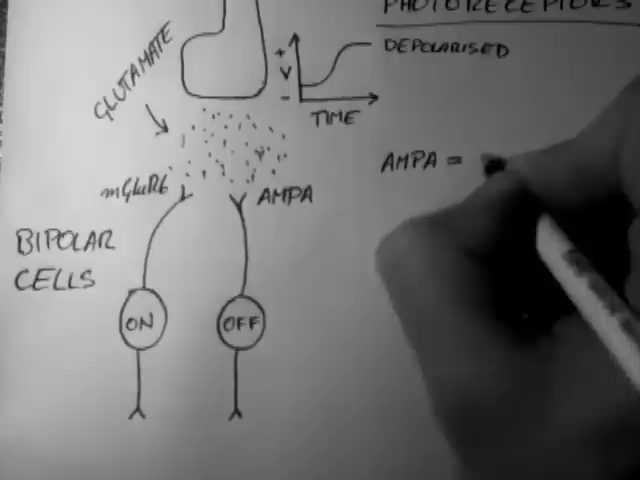 PHOTORECEPTORS
DEPOLARISED
GLUTAMATE
+
V
-
TIME
AMPA =
mGluR6
AMPA
BIPOLAR
CELLS
ON
OFF